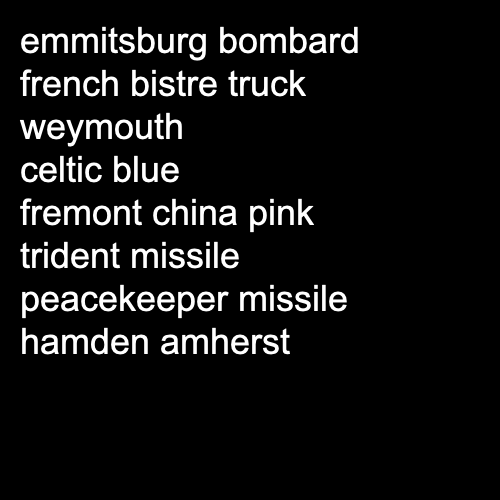 emmitsburg bombard
french bistre truck
weymouth
celtic blue
fremont china pink
trident missile
peacekeeper missile
hamden amherst